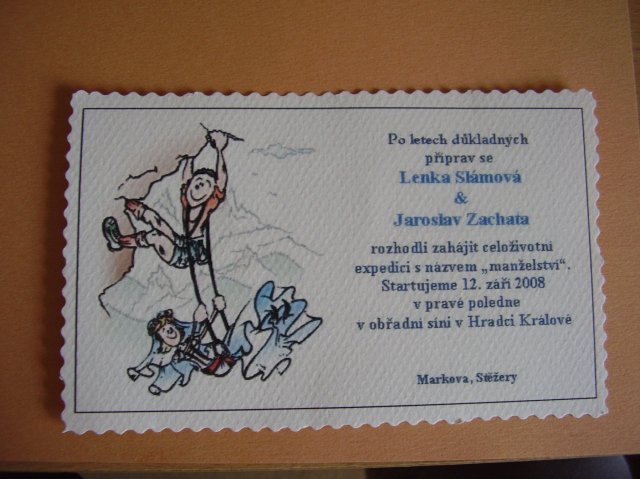 Po letech důkladných
příprav se
Lenka Slámová
&
Jaroslav Zachata
rozhodli zahájit celoživotní
expedici s názvem „manželství“.
Startujeme 12. září 2008
v pravé poledne
v obřadní síni v Hradci Králové
Markova, Stěžery